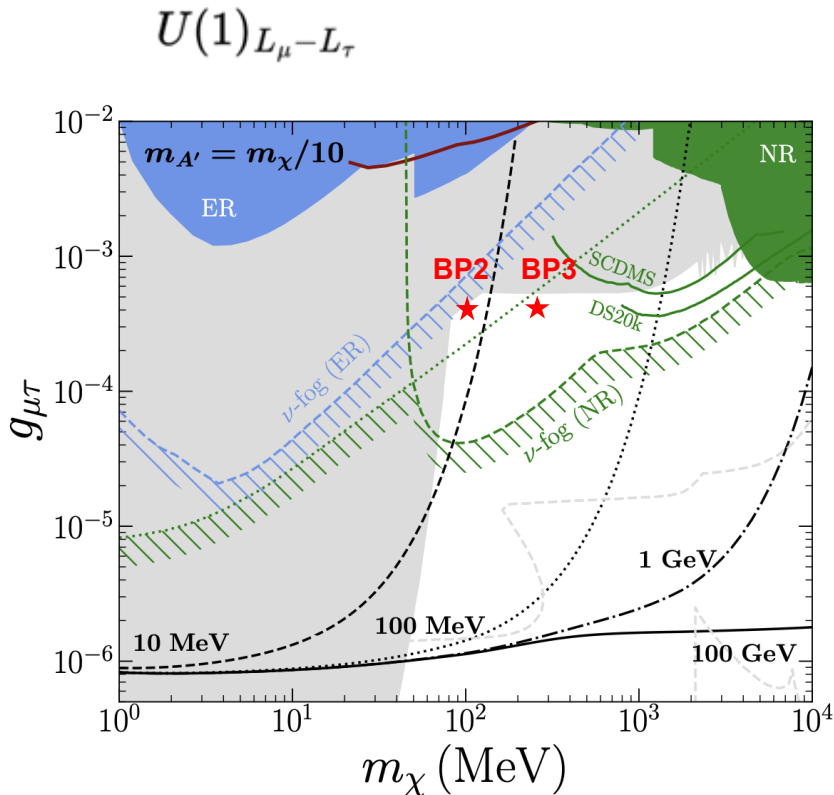 U(1)_{L_μ−L_τ}
10^{-2}
m_{A'} = m_χ/10
NR
ER
10^{-3}
BP2 BP3
SCDMS
DS20k
10^{-4}
ν-fog (ER)
ν-fog (NR)
g_{μτ}
10^{-5}
1 GeV
10 MeV
100 MeV
100 GeV
10^{-6}
10^0 10^1 10^2 10^3 10^4
m_χ (MeV)